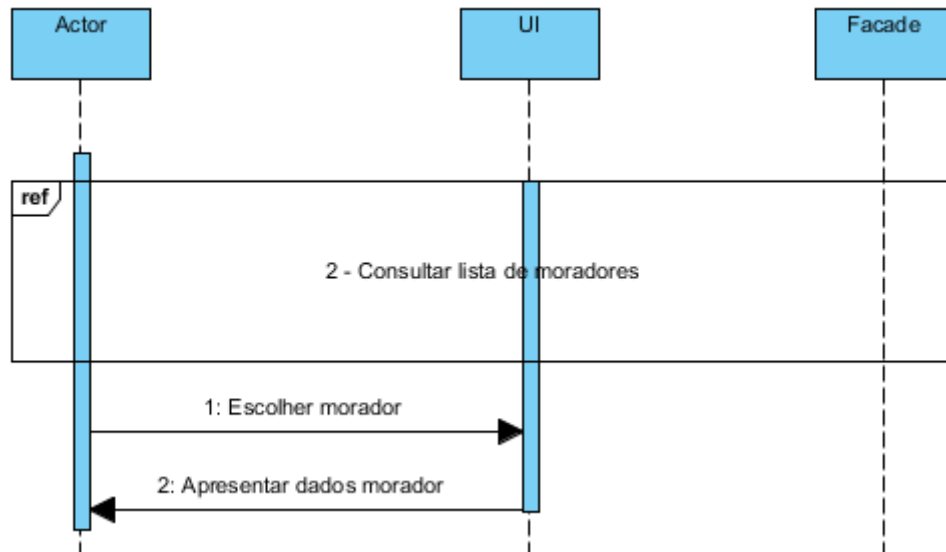 Actor
UI
Facade
ref
2 - Consultar lista de moradores
1: Escolher morador
2: Apresentar dados morador